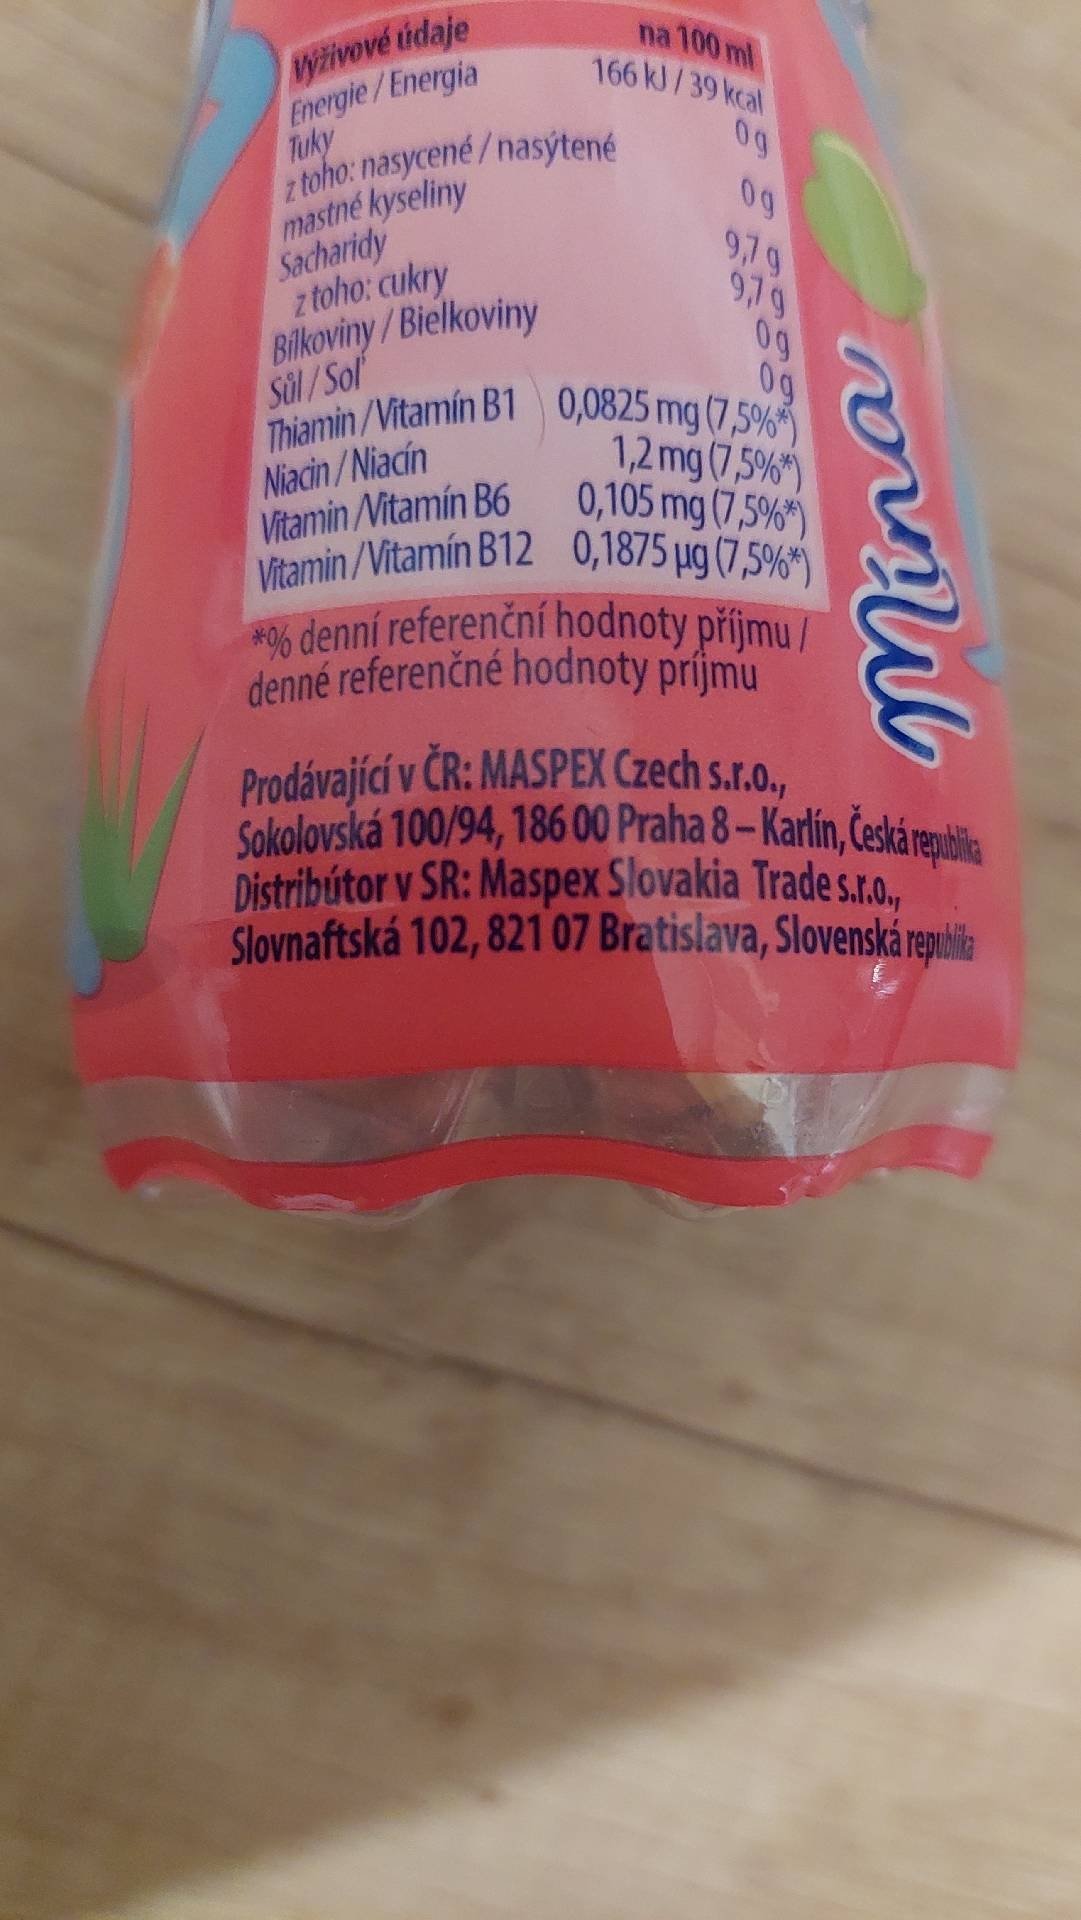 Výživové údaje na 100 ml
Energie / Energia 166 kJ / 39 kcal
Tuky 0 g
z toho: nasycené / nasýtené
mastné kyseliny 0 g
Sacharidy 9,7 g
z toho: cukry 9,7 g
Bílkoviny / Bielkoviny 0 g
Sůl / Soľ 0 g
Thiamin / Vitamín B1 0,0825 mg (7,5%*)
Niacin / Niacín 1,2 mg (7,5%*)
Vitamin / Vitamín B6 0,105 mg (7,5%*)
Vitamin / Vitamín B12 0,1875 µg (7,5%*)
*% denní referenční hodnoty příjmu /
denné referenčné hodnoty príjmu
Prodávající v ČR: MASPEX Czech s.r.o.,
Sokolovská 100/94, 186 00 Praha 8 – Karlín, Česká republika
Distribútor v SR: Maspex Slovakia Trade s.r.o.,
Slovnaftská 102, 821 07 Bratislava, Slovenská republika